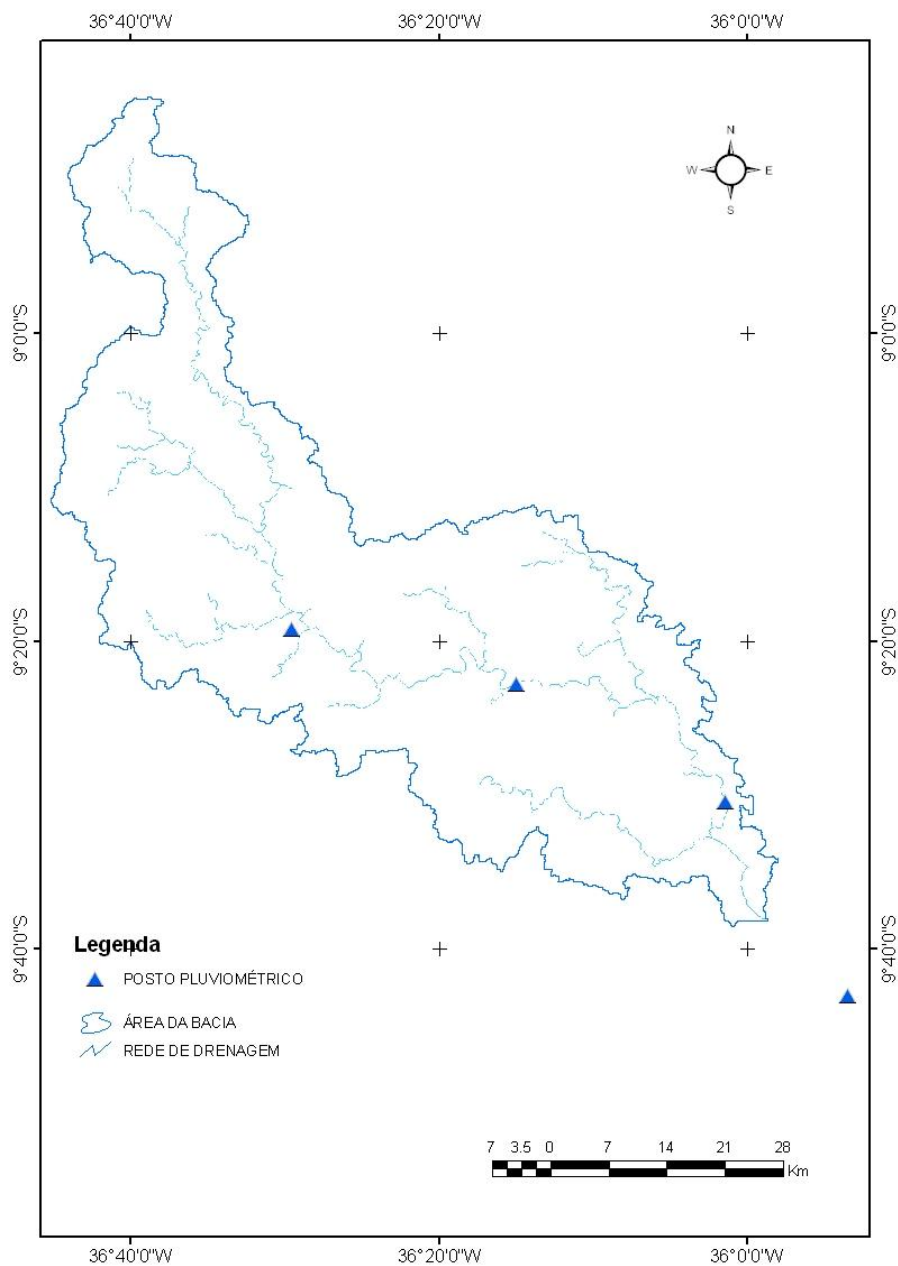 36°40'0"W 36°20'0"W 36°0'0"W
N
W E
S
9°0'0"S 9°0'0"S
9°20'0"S 9°20'0"S
9°40'0"S 9°40'0"S
Legenda
POSTO PLUVIOMÉTRICO
ÁREA DA BACIA
REDE DE DRENAGEM
7 3.5 0 7 14 21 28
Km
36°40'0"W 36°20'0"W 36°0'0"W